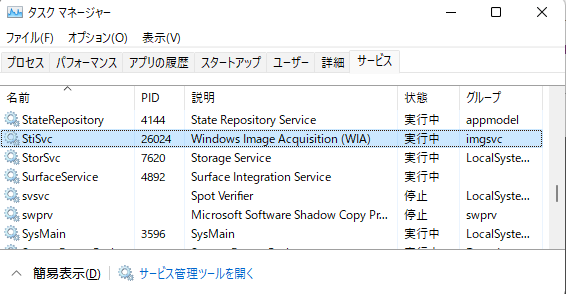 タスク マネージャー
ファイル(F) オプション(O) 表示(V)
プロセス パフォーマンス アプリの履歴 スタートアップ ユーザー 詳細 サービス
名前 PID 説明 状態 グループ
StateRepository 4144 State Repository Service 実行中 appmodel
StiSvc 26024 Windows Image Acquisition (WIA) 実行中 imgsvc
StorSvc 7620 Storage Service 実行中 LocalSyste...
SurfaceService 4892 Surface Integration Service 実行中
svsvc Spot Verifier 停止 LocalSyste...
swprv Microsoft Software Shadow Copy Pr... 停止 swprv
SysMain 3596 SysMain 実行中 LocalSyste...
簡易表示(D) サービス管理ツールを開く